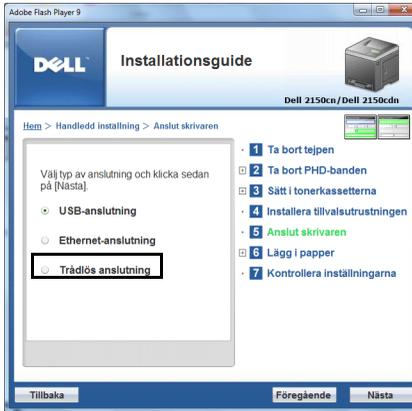 Adobe Flash Player 9
DELL
Installationsguide
Dell 2150cn/Dell 2150cdn
Hem > Handledd inställning > Anslut skrivaren
Välj typ av anslutning och klicka sedan
på [Nästa].
USB-anslutning
Ethernet-anslutning
Trådlös anslutning
1 Ta bort tejpen
2 Ta bort PHD-banden
3 Sätt i tonerkassetterna
4 Installera tillvalsutrustningen
5 Anslut skrivaren
6 Lägg i papper
7 Kontrollera inställningarna
Tillbaka
Föregående
Nästa